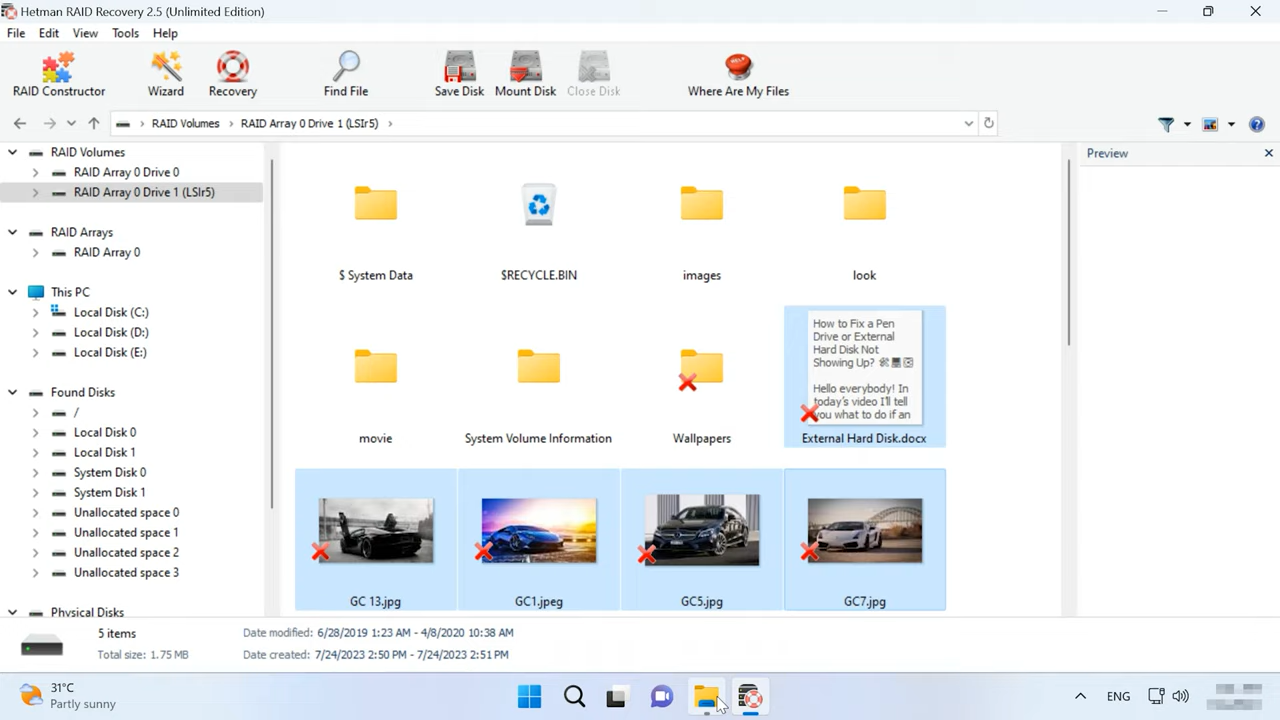 Hetman RAID Recovery 2.5 (Unlimited Edition)
File Edit View Tools Help
RAID Constructor Wizard Recovery Find File Save Disk Mount Disk Close Disk Where Are My Files
RAID Volumes RAID Array 0 Drive 1 (LSIr5)
RAID Volumes
RAID Array 0 Drive 0
RAID Array 0 Drive 1 (LSIr5)
RAID Arrays
RAID Array 0
This PC
Local Disk (C:)
Local Disk (D:)
Local Disk (E:)
Found Disks
/
Local Disk 0
Local Disk 1
System Disk 0
System Disk 1
Unallocated space 0
Unallocated space 1
Unallocated space 2
Unallocated space 3
Physical Disks
$ System Data $RECYCLE.BIN images look
How to Fix a Pen
Drive or External
Hard Disk Not
Showing Up?
Hello everybody! In
today's video I'll tell
you what to do if an
movie System Volume Information Wallpapers External Hard Disk.docx
GC 13.jpg GC1.jpeg GC5.jpg GC7.jpg
Preview
5 items Date modified: 6/28/2019 1:23 AM - 4/8/2020 10:38 AM
Total size: 1.75 MB Date created: 7/24/2023 2:50 PM - 7/24/2023 2:51 PM
31°C
Partly sunny
ENG